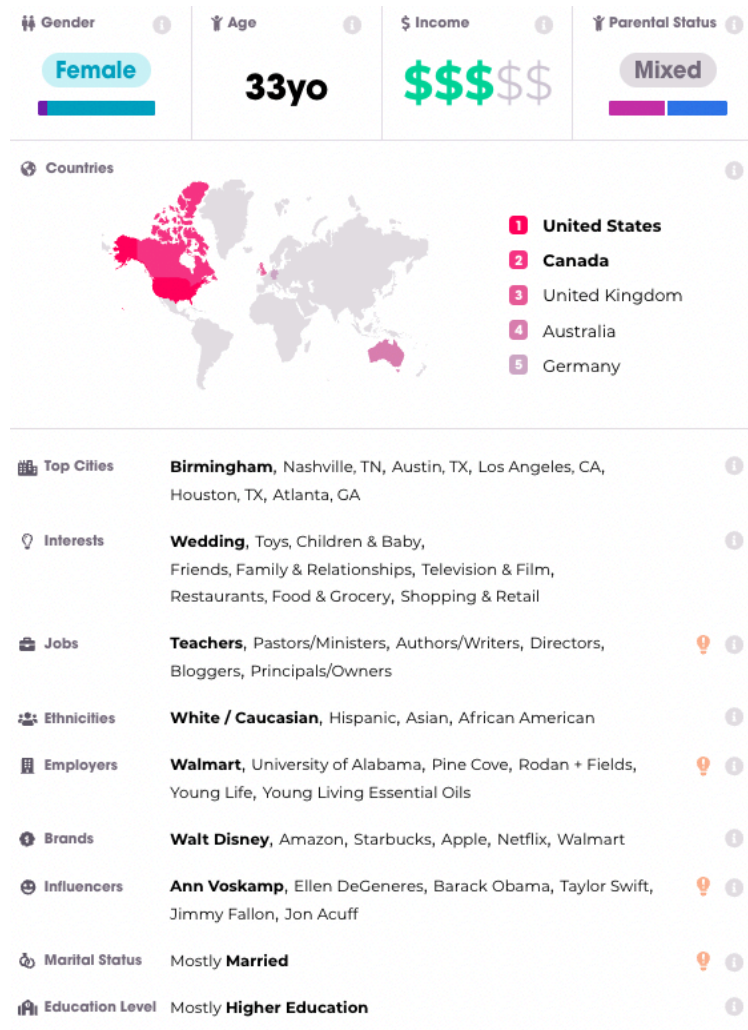 Gender
Age
$ Income
Parental Status
Female
33yo
$$$$$
Mixed
Countries
1 United States
2 Canada
3 United Kingdom
4 Australia
5 Germany
Top Cities
Birmingham, Nashville, TN, Austin, TX, Los Angeles, CA,
Houston, TX, Atlanta, GA
Interests
Wedding, Toys, Children & Baby,
Friends, Family & Relationships, Television & Film,
Restaurants, Food & Grocery, Shopping & Retail
Jobs
Teachers, Pastors/Ministers, Authors/Writers, Directors,
Bloggers, Principals/Owners
Ethnicities
White / Caucasian, Hispanic, Asian, African American
Employers
Walmart, University of Alabama, Pine Cove, Rodan + Fields,
Young Life, Young Living Essential Oils
Brands
Walt Disney, Amazon, Starbucks, Apple, Netflix, Walmart
Influencers
Ann Voskamp, Ellen DeGeneres, Barack Obama, Taylor Swift,
Jimmy Fallon, Jon Acuff
Marital Status
Mostly Married
Education Level
Mostly Higher Education